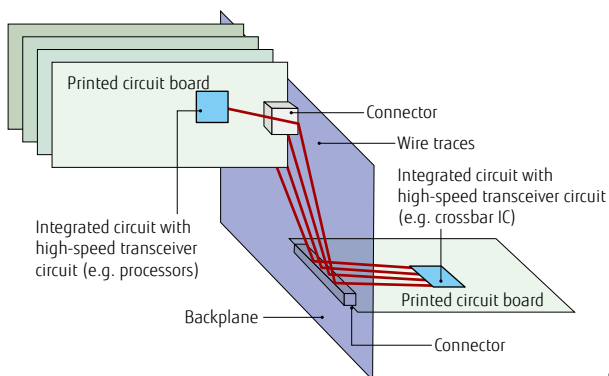 Printed circuit board
Connector
Wire traces
Integrated circuit with
high-speed transceiver circuit
(e.g. crossbar IC)
Integrated circuit with
high-speed transceiver
circuit (e.g. processors)
Printed circuit board
Backplane
Connector